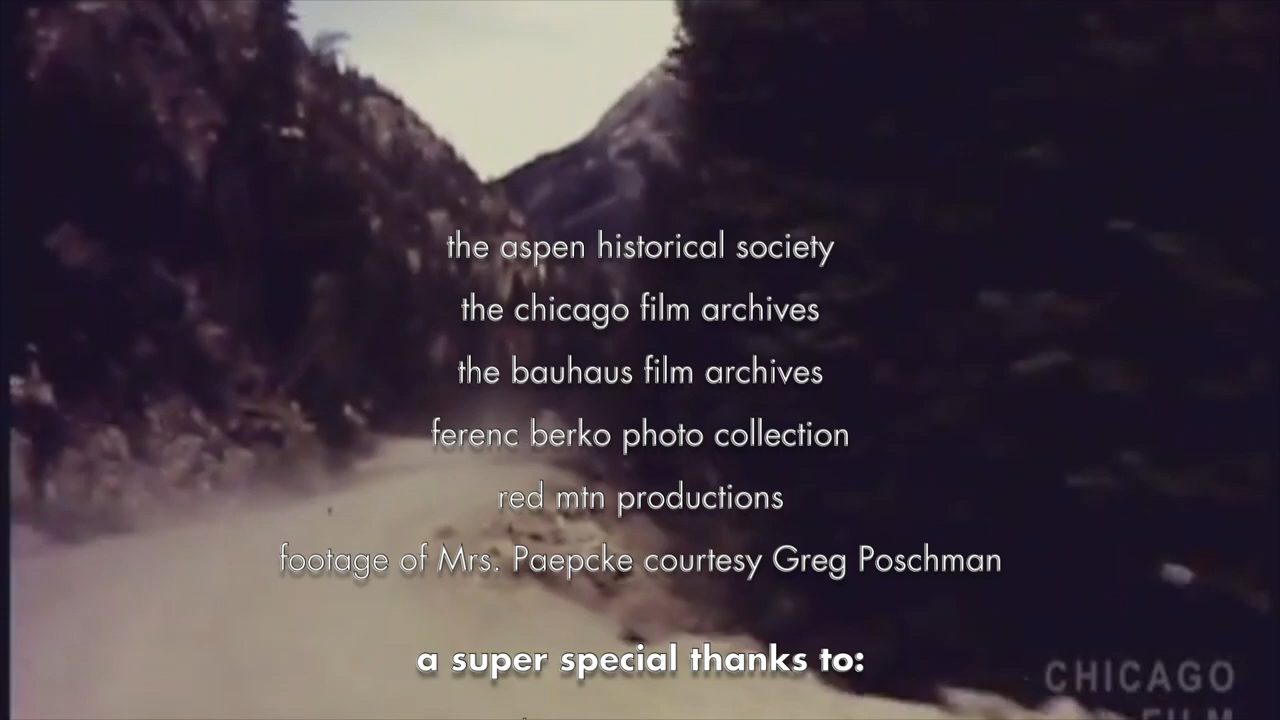 the aspen historical society
the chicago film archives
the bauhaus film archives
ferenc berko photo collection
red mtn productions
footage of Mrs. Paepcke courtesy Greg Poschman
a super special thanks to:
CHICAGO
FILM